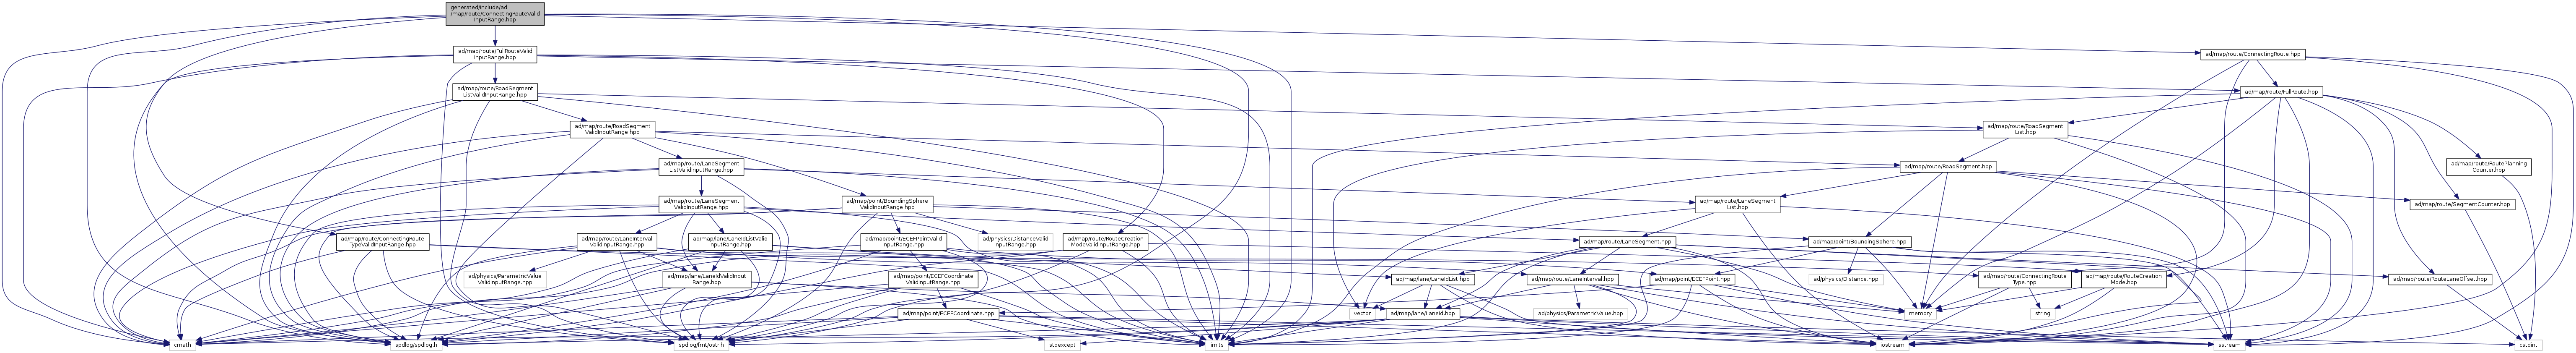 generated/include/ad
/map/route/ConnectingRouteValid
InputRange.hpp
ad/map/route/FullRouteValid
InputRange.hpp
ad/map/route/ConnectingRoute.hpp
ad/map/route/RoadSegment
ListValidInputRange.hpp
ad/map/route/FullRoute.hpp
ad/map/route/RoadSegment
ValidInputRange.hpp
ad/map/route/RoadSegment
List.hpp
ad/map/route/LaneSegment
ListValidInputRange.hpp
ad/map/route/RoadSegment.hpp
ad/map/route/RoutePlanning
Counter.hpp
ad/map/route/LaneSegment
ValidInputRange.hpp
ad/map/point/BoundingSphere
ValidInputRange.hpp
ad/map/route/LaneSegment
List.hpp
ad/map/route/SegmentCounter.hpp
ad/map/route/ConnectingRoute
TypeValidInputRange.hpp
ad/map/route/LaneInterval
ValidInputRange.hpp
ad/map/lane/LaneIdListValid
InputRange.hpp
ad/map/point/ECEFPointValid
InputRange.hpp
ad/physics/DistanceValid
InputRange.hpp
ad/map/route/RouteCreation
ModeValidInputRange.hpp
ad/map/route/LaneSegment.hpp
ad/map/point/BoundingSphere.hpp
ad/physics/ParametricValue
ValidInputRange.hpp
ad/map/lane/LaneIdValidInput
Range.hpp
ad/map/point/ECEFCoordinate
ValidInputRange.hpp
ad/map/lane/LaneIdList.hpp
ad/map/route/LaneInterval.hpp
ad/map/point/ECEFPoint.hpp
ad/physics/Distance.hpp
ad/map/route/ConnectingRoute
Type.hpp
ad/map/route/RouteCreation
Mode.hpp
ad/map/route/RouteLaneOffset.hpp
ad/map/point/ECEFCoordinate.hpp
vector
ad/map/lane/LaneId.hpp
ad/physics/ParametricValue.hpp
memory
string
cmath
spdlog/spdlog.h
spdlog/fmt/ostr.h
stdexcept
limits
iostream
sstream
cstdint